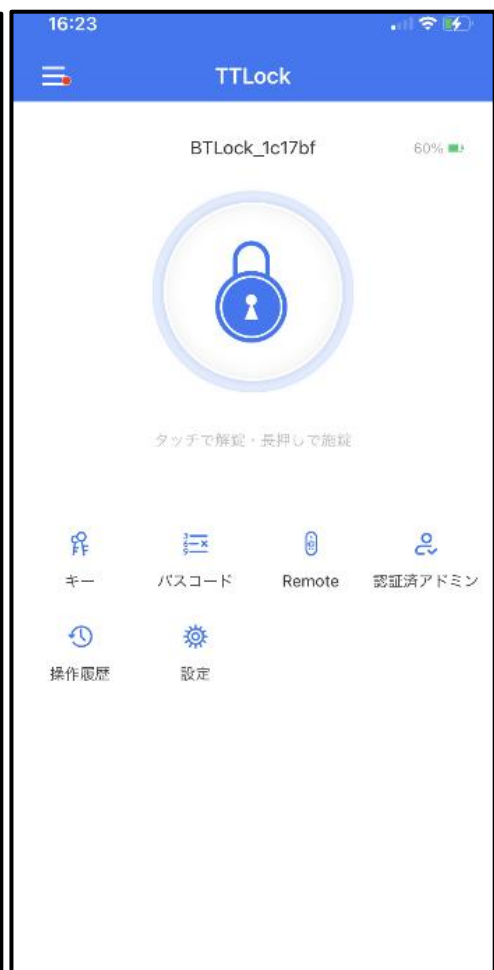 16:23
TTLock
BTLock_1c17bf
60%
タッチで解錠・長押しで施錠
キー
パスコード
Remote
認証済アドミン
操作履歴
設定